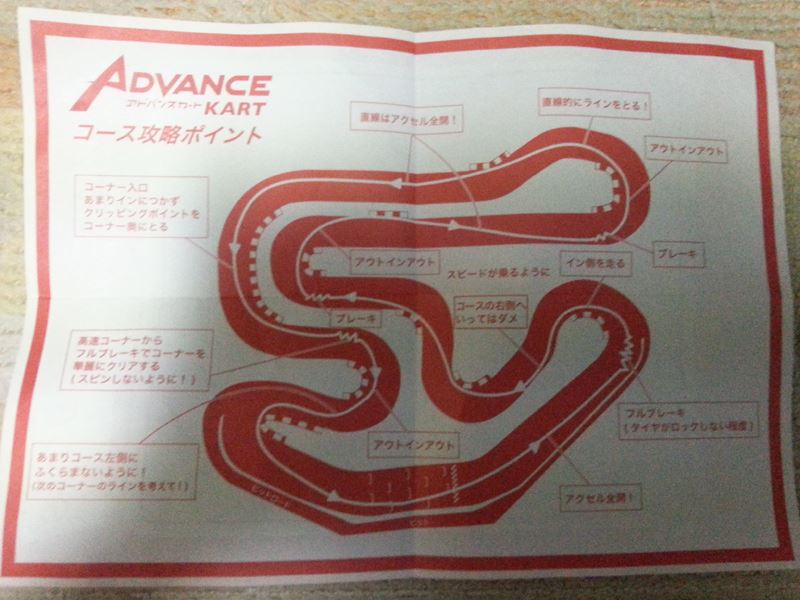 ADVANCE
アドバンスカート KART
コース攻略ポイント
直線はアクセル全開！
直線的にラインをとる！
アウトインアウト
コーナー入口
あまりインにつかず
クリッピングポイントを
コーナー奥にとる
アウトインアウト
ブレーキ
スピードが乗るように
イン側を走る
ブレーキ
コースの右側へ
いってはダメ
高速コーナーから
フルブレーキでコーナーを
華麗にクリアする
(スピンしないように！)
フルブレーキ
(タイヤがロックしない程度)
アウトインアウト
あまりコース左側に
ふくらまないように！
(次のコーナーのラインを考えて！)
アクセル全開！
ピットロード
ピット